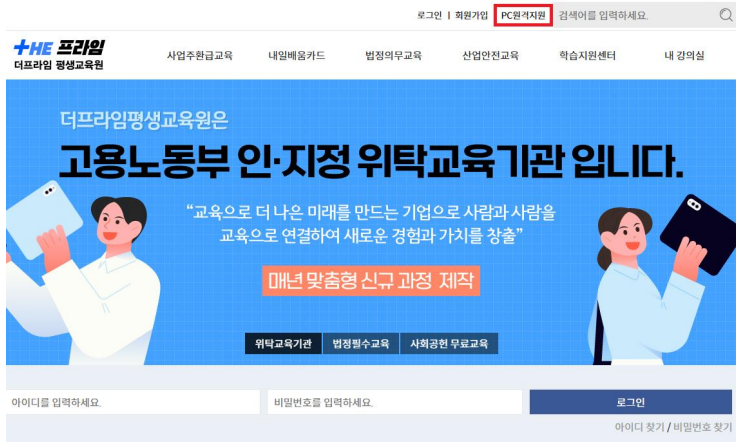 로그인 | 회원가입 PC원격지원 검색어를 입력하세요.
+HE 프라임
더프라임 평생교육원
사업주환급교육 내일배움카드 법정의무교육 산업안전교육 학습지원센터 내 강의실
더프라임평생교육원은
고용노동부 인·지정 위탁교육기관 입니다.
“교육으로 더 나은 미래를 만드는 기업으로 사람과 사람을
교육으로 연결하여 새로운 경험과 가치를 창출”
매년 맞춤형 신규 과정 제작
위탁교육기관 법정필수교육 사회공헌 무료교육
아이디를 입력하세요. 비밀번호를 입력하세요. 로그인
아이디 찾기 / 비밀번호 찾기